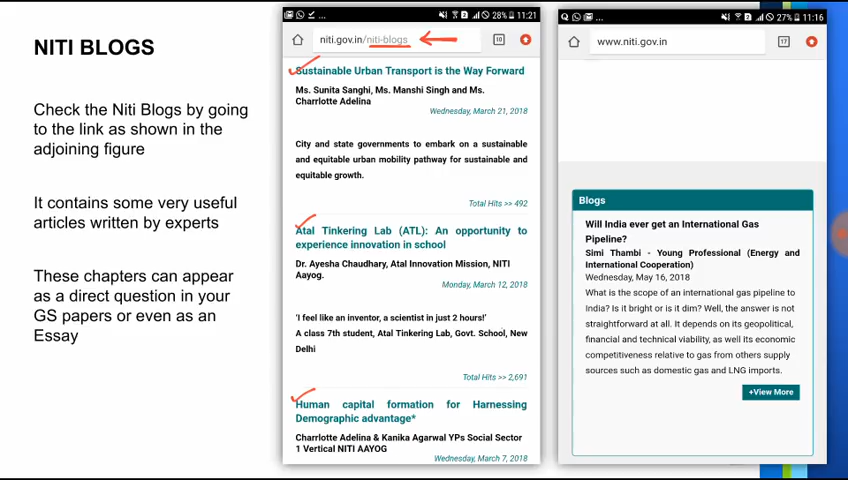 NITI BLOGS
Check the Niti Blogs by going
to the link as shown in the
adjoining figure
It contains some very useful
articles written by experts
These chapters can appear
as a direct question in your
GS papers or even as an
Essay
28% 11:21
niti.gov.in/niti-blogs
10
Sustainable Urban Transport is the Way Forward
Ms. Sunita Sanghi, Ms. Manshi Singh and Ms.
Charrlotte Adelina
Wednesday, March 21, 2018
City and state governments to embark on a sustainable
and equitable urban mobility pathway for sustainable and
equitable growth.
Total Hits >> 492
Atal Tinkering Lab (ATL): An opportunity to
experience innovation in school
Dr. Ayesha Chaudhary, Atal Innovation Mission, NITI
Aayog.
Monday, March 12, 2018
‘I feel like an inventor, a scientist in just 2 hours!’
A class 7th student, Atal Tinkering Lab, Govt. School, New
Delhi
Total Hits >> 2,691
Human capital formation for Harnessing
Demographic advantage*
Charrlotte Adelina & Kanika Agarwal YPs Social Sector
1 Vertical NITI AAYOG
Wednesday, March 7, 2018
27% 11:16
www.niti.gov.in
17
Blogs
Will India ever get an International Gas
Pipeline?
Simi Thambi - Young Professional (Energy and
International Cooperation)
Wednesday, May 16, 2018
What is the scope of an international gas pipeline to
India? Is it bright or is it dim? Well, the answer is not
straightforward at all. It depends on its geopolitical,
financial and technical viability, as well its economic
competitiveness relative to gas from others supply
sources such as domestic gas and LNG imports.
+View More